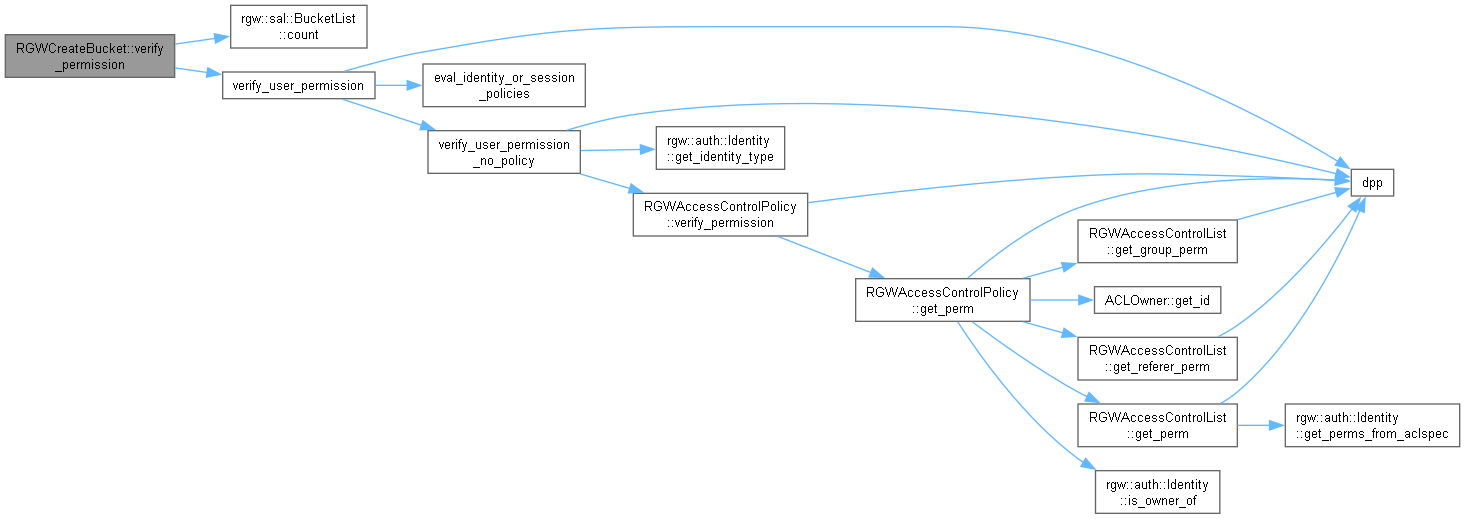 RGWCreateBucket::verify
_permission
rgw::sal::BucketList
::count
verify_user_permission
eval_identity_or_session
_policies
verify_user_permission
_no_policy
rgw::auth::Identity
::get_identity_type
RGWAccessControlPolicy
::verify_permission
dpp
RGWAccessControlPolicy
::get_perm
RGWAccessControlList
::get_group_perm
ACLOwner::get_id
RGWAccessControlList
::get_referer_perm
RGWAccessControlList
::get_perm
rgw::auth::Identity
::get_perms_from_aclspec
rgw::auth::Identity
::is_owner_of